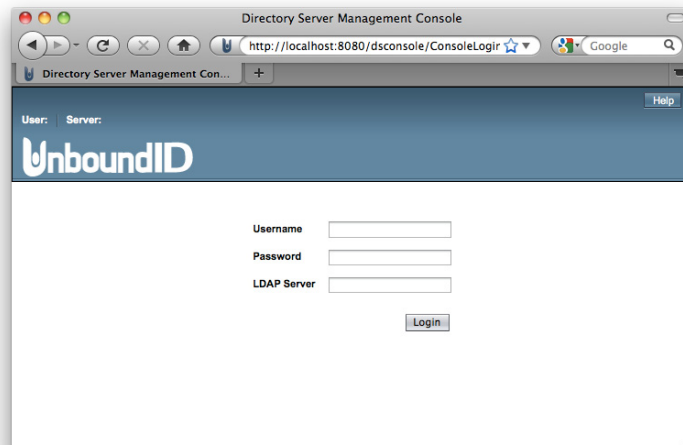 Directory Server Management Console
http://localhost:8080/dsconsole/ConsoleLogin
Google
Directory Server Management Con...
Help
User: Server:
UnboundID
Username
Password
LDAP Server
Login